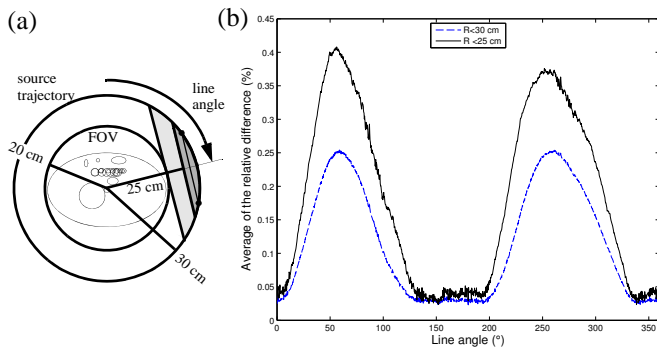 (a)
source
trajectory
line
angle
FOV
20 cm
25 cm
30 cm
(b)
R<30 cm
R <25 cm
Average of the relative difference (%)
0.45
0.4
0.35
0.3
0.25
0.2
0.15
0.1
0.05
0
0 50 100 150 200 250 300 350
Line angle (°)